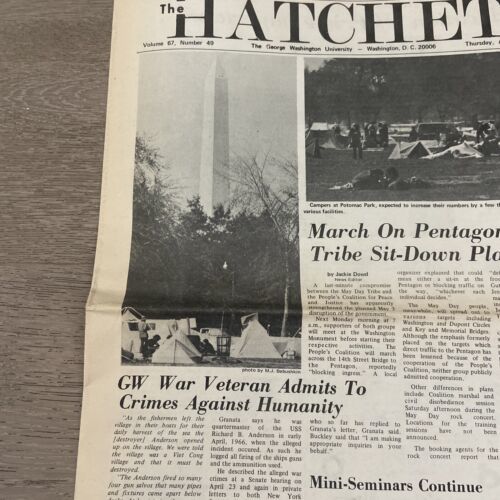 The
HATCHET
Volume 67, Number 49
The George Washington University — Washington, D. C. 20006
Thursday,
Campers at Potomac Park, expected to increase their numbers by a few th
various facilities.
photo by M.J. Babushkin
March On Pentagon
Tribe Sit-Down Pla
by Jackie Dowd
News Editor
A last-minute compromise
between the May Day Tribe and
the People's Coalition for Peace
and Justice has apparently
strengthened the planned May 3
disruption of the government.
Next Monday morning at
a.m., supporters of both groups
will meet at the Washington
Monument before starting their
respective activities. The
People's Coalition will march
across the 14th Street Bridge to
the Pentagon, reportedly
"blocking ingress." A local
organizer explained that could
mean either a sit-in at the
Pentagon or blocking traffic on
the way, "whichever each
individual decides."
The May Day people,
meanwhile, will spread out to
various targets including
Washington and Dupont Circles
and Key and Memorial Bridges.
Although the emphasis formerly
placed on the targets which
direct traffic to the Pentagon has
been lessened because of the
cooperation of the People's
Coalition, neither group publicly
admitted cooperation.
Other differences in plans
include Coalition marshal and
civil disobedience session
Saturday afternoon during the
May Day rock concert.
Locations for the training
sessions have not been
announced.
The booking agents for the
rock concert report that
GW War Veteran Admits To
Crimes Against Humanity
"As the fishermen left the
village in their boats for their
daily harvest of the sea the
[destroyer] Anderson opened
up on the village. We were told
the village was a Viet Cong
village and that it must be
destroyed.
"The Anderson fired so many
four gun salvos that many pipes
and fixtures came apart below
Granata says he was
quartermaster of the USS
Richard B. Anderson in early
April, 1966, when the alleged
incident occured. As such he
logged all firing of the ships guns
and the ammunition used.
He described the alleged war
crimes at a Senate hearing on
April 23 and again in private
letters to both New York
who so far has replied to
Granata's letter, Granata said.
Buckley said that "I am making
appropriate inquiries in your
behalf."
Mini-Seminars Continue